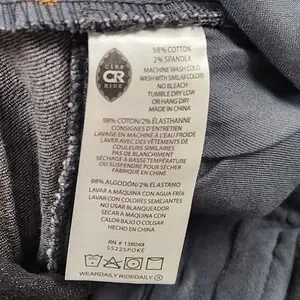 CLUB
CR
RIDE
98% COTTON
2% SPANDEX
MACHINE WASH COLD
WASH WITH SIMILAR COLORS
NO BLEACH
TUMBLE DRY LOW
OR HANG DRY
MADE IN CHINA
98% COTON/2% ÉLASTHANNE
CONSIGNES D'ENTRETIEN
LAVAGE EN MACHINE À L'EAU FROIDE
LAVER AVEC DES VÊTEMENTS DE
COULEURS SIMILAIRES
PAS DE BLANCHIMENT
SÉCHAGE À BASSE TEMPÉRATURE
OU SUSPENDRE POUR SÉCHER
FABRIQUÉ EN CHINE
98% ALGODÓN/2% ELASTANO
LAVAR A MÁQUINA CON AGUA FRÍA
LAVAR CON COLORES SEMEJANTES
NO USAR BLANQUEADOR
SECAR A MÁQUINA CON
CALOR BAJO O COLGAR
HECHO EN CHINA
RN # 138048
SS22SPOKE
WEARDAILY RIDEDAILY